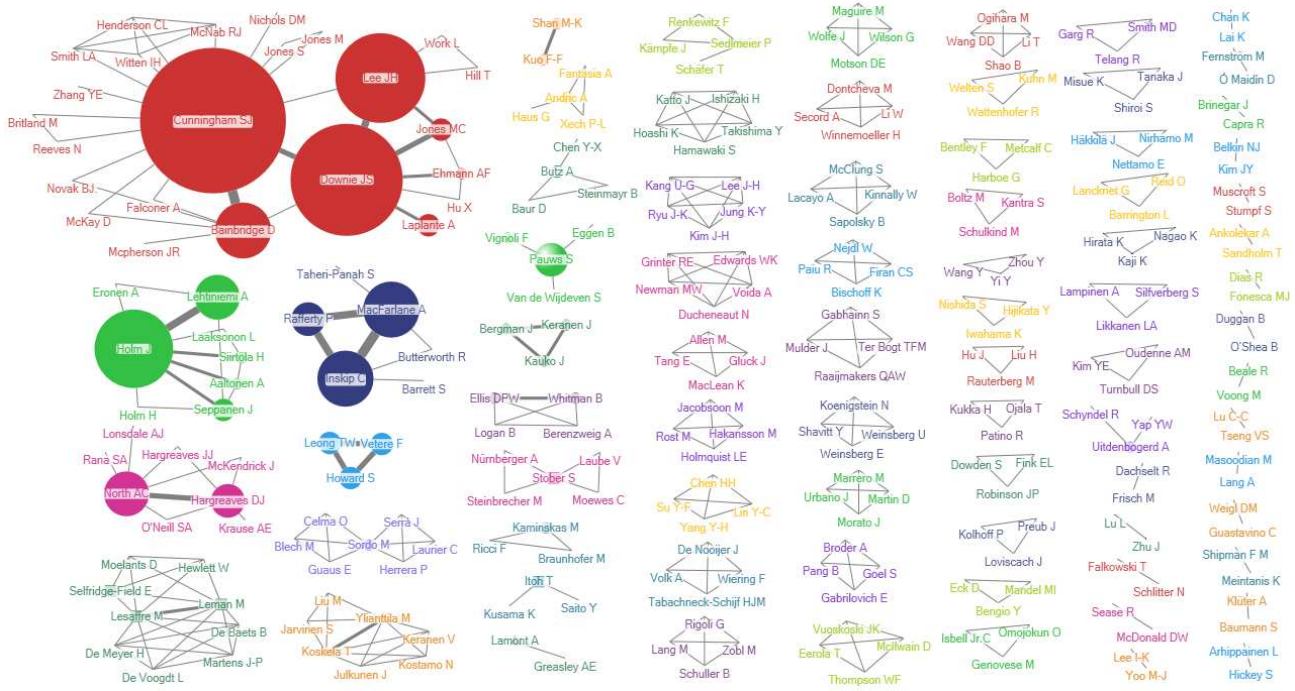 Henderson CL
Nichols DM
McNab RJ
Jones M
Jones S
Smith LA
Witten IH
Zhang YE
Cunningham SJ
Britland M
Reeves N
Novak BJ
Falconer A
McKay D
Bainbridge D
Mcpherson JR
Lee JH
Work L
Hill T
Jones MC
Downie JS
Ehmann AF
Hu X
Laplante A
Eronen A
Lehtiniemi A
Holm J
Laaksonen L
Siirtola H
Aaltonen A
Seppänen J
Holm H
Taheri-Panah S
Rafferty P
MacFarlane A
Butterworth R
Inskip C
Barrett S
Lonsdale AJ
Rana SA
Hargreaves JJ
McKendrick J
North AC
Hargreaves DJ
O'Neill SA
Krause AE
Leong TW
Vetere F
Howard S
Celma O
Serra J
Blech M
Sordo M
Laurier C
Guaus E
Herrera P
Moelants D
Hewlett W
Selfridge-Field E
Lesaffre M
Leman M
De Baets B
De Meyer H
Martens J-P
De Voogdt L
Liu M
Ylianttila M
Jarvinen S
Keranen V
Koskela T
Kostamo N
Julkunen J
Shan M-K
Kuo F-F
Fantasia A
Andric A
Haus G
Xech P-L
Chen Y-X
Butz A
Steinmayr B
Baur D
Vignoli F
Eggen B
Pauws S
Van de Wijdeven S
Bergman J
Keranen J
Kauko J
Ellis DPW
Whitman B
Logan B
Berenzweig A
Nürnberger A
Laube V
Stober S
Steinbrecher M
Moewes C
Kaminskas M
Ricci F
Braunhofer M
Itoh T
Kusama K
Saito Y
Lamont A
Greasley AE
Renkewitz F
Kämpfe J
Sedlmeier P
Schäfer T
Katto J
Ishizaki H
Hoashi K
Takishima Y
Hamawaki S
Kang U-G
Lee J-H
Ryu J-K
Jung K-Y
Kim J-H
Grinter RE
Edwards WK
Newman MW
Voida A
Ducheneaut N
Allen M
Tang E
Gluck J
MacLean K
Jacobsoon M
Rost M
Hakansson M
Holmquist LE
Chen HH
Su Y-F
Lin Y-C
Yang Y-H
De Nooijer J
Volk A
Wiering F
Tabachneck-Schijf HJM
Rigoli G
Lang M
Zobl M
Schuller B
Maguire M
Wolfe J
Wilson G
Motson DE
Dontcheva M
Secord A
Li W
Winnemoeller H
McClung S
Lacayo A
Kinnally W
Sapolsky B
Nejdl W
Paiu R
Firan CS
Bischoff K
Gabhainn S
Mulder J
Ter Bogt TFM
Raaijmakers QAW
Koenigstein N
Shavitt Y
Weinsberg U
Weinsberg E
Marrero M
Urbano J
Martin D
Morato J
Broder A
Pang B
Goel S
Gabrilovich E
Vuoskoski JK
Eerola T
McIlwain D
Thompson WF
Ogihara M
Wang DD
Li T
Shao B
Welten S
Kuhn M
Wattenhofer R
Bentley F
Metcalf C
Harboe G
Boltz M
Kantra S
Schulkind M
Wang Y
Zhou Y
Yi Y
Nishida S
Hijikata Y
Iwahama K
Hu J
Liu H
Rauterberg M
Kukka H
Ojala T
Patino R
Dowden S
Fink EL
Robinson JP
Kolhoff P
Preub J
Loviscach J
Eck D
Mandel MI
Bengio Y
Isbell Jr.C
Omojokun O
Genovese M
Garg R
Smith MD
Telang R
Misue K
Tanaka J
Shiroi S
Häkkilä J
Nirhamo M
Nettamo E
Lanckriet G
Reid O
Barrington L
Hirata K
Nagao K
Kaji K
Lampinen A
Silfverberg S
Likkanen LA
Kim YE
Oudenne AM
Turnbull DS
Schyndel R
Yap YW
Uitdenbogerd A
Dachselt R
Frisch M
Lu L
Zhu J
Falkowski T
Schlitter N
Sease R
McDonald DW
Lee I-K
Yoo M-J
Chan K
Lai K
Fernström M
Ó Maidin D
Brinegar J
Capra R
Belkin NJ
Kim JY
Muscroft S
Stumpf S
Ankolekar A
Sandholm T
Dias R
Fonesca MJ
Duggan B
O'Shea B
Beale R
Voong M
Lu C-C
Tseng VS
Masoodian M
Lang A
Weigl DM
Guastavino C
Shipman F M
Meintanis K
Klüter A
Baumann S
Arhippainen L
Hickey S